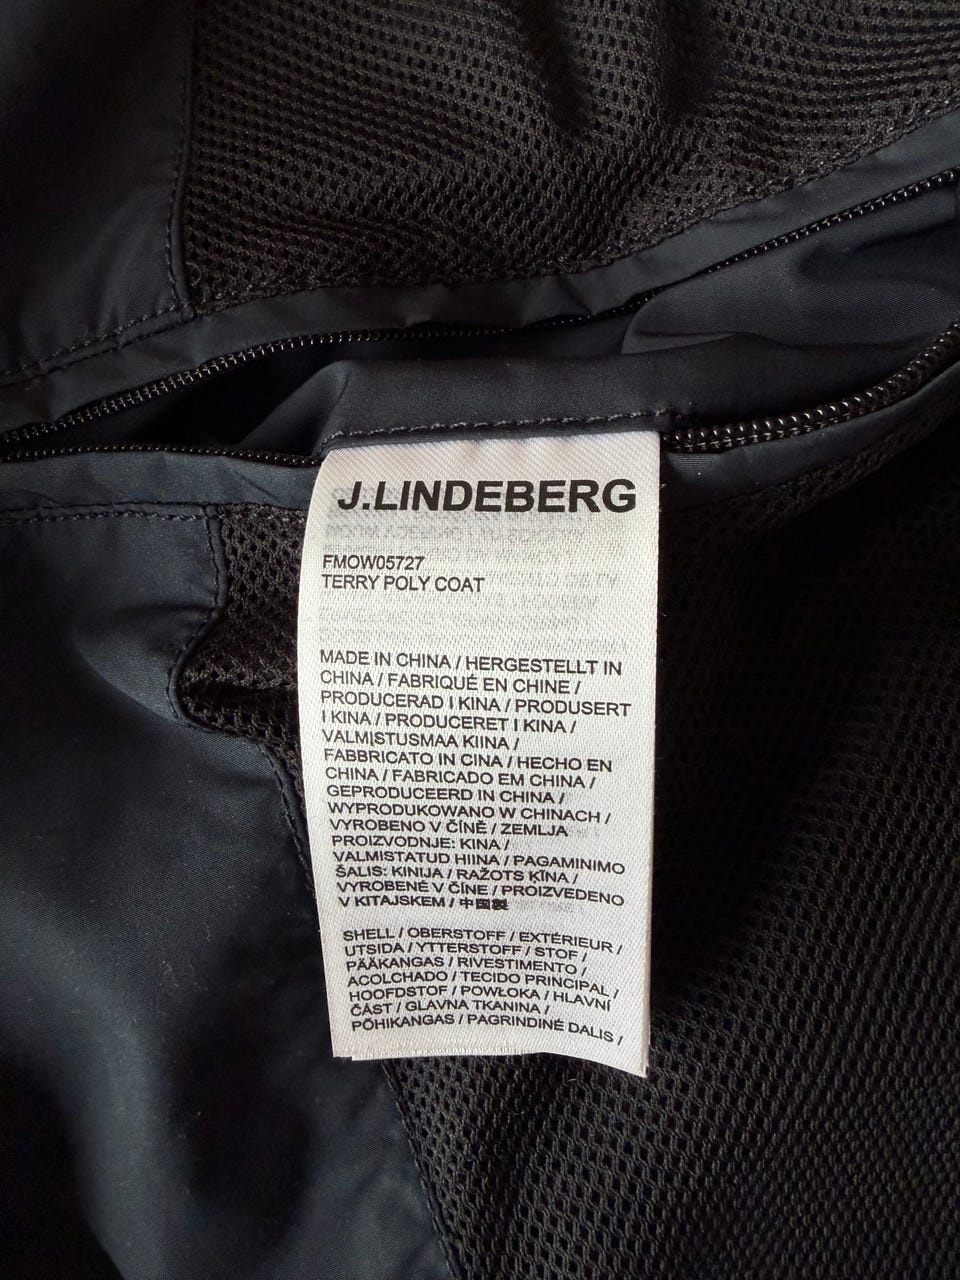 J.LINDEBERG
FMOW05727
TERRY POLY COAT
MADE IN CHINA / HERGESTELLT IN
CHINA / FABRIQUÉ EN CHINE /
PRODUCERAD I KINA / PRODUSERT
I KINA / PRODUCERET I KINA /
VALMISTUSMAA KIINA /
FABBRICATO IN CINA / HECHO EN
CHINA / FABRICADO EM CHINA /
GEPRODUCEERD IN CHINA /
WYPRODUKOWANO W CHINACH /
VYROBENO V ČÍNĚ / ZEMLJA
PROIZVODNJE: KINA /
VALMISTATUD HIINA / PAGAMINIMO
ŠALIS: KINIJA / RAŽOTS ĶĪNA /
VYROBENÉ V ČÍNE / PROIZVEDENO
V KITAJSKEM / 中国製
SHELL / OBERSTOFF / EXTÉRIEUR /
UTSIDA / YTTERSTOFF / STOF /
PÄÄKANGAS / RIVESTIMENTO /
ACOLCHADO / TECIDO PRINCIPAL /
HOOFDSTOF / POWŁOKA / HLAVNÍ
ČÁST / GLAVNA TKANINA /
PÕHIKANGAS / PAGRINDINĖ DALIS /